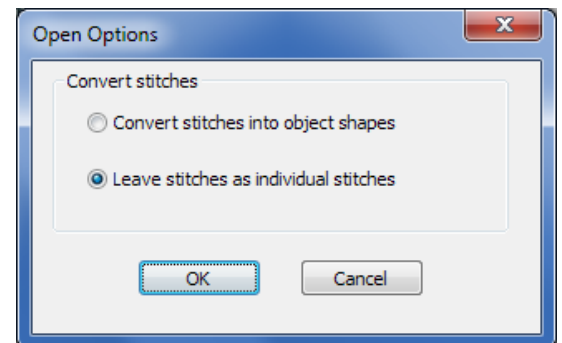 Open Options
Convert stitches
Convert stitches into object shapes
Leave stitches as individual stitches
OK Cancel